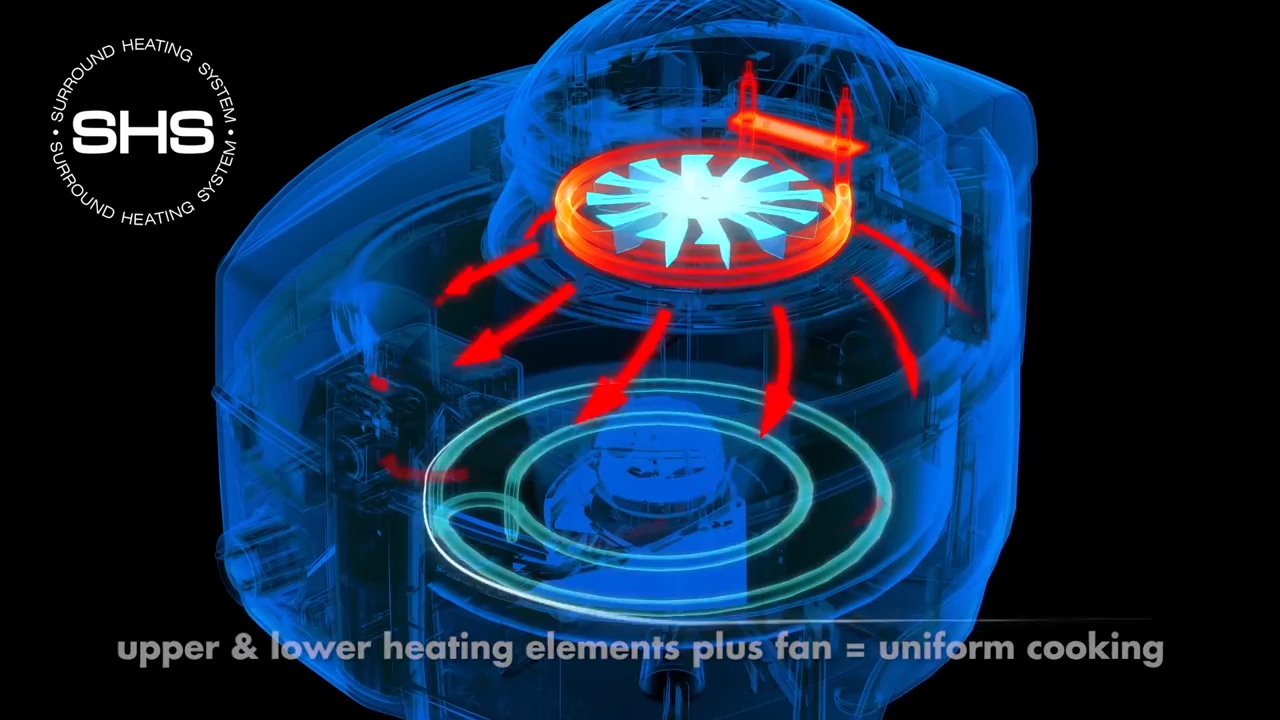 SURROUND HEATING SYSTEM
SHS
SURROUND HEATING SYSTEM
upper & lower heating elements plus fan = uniform cooking